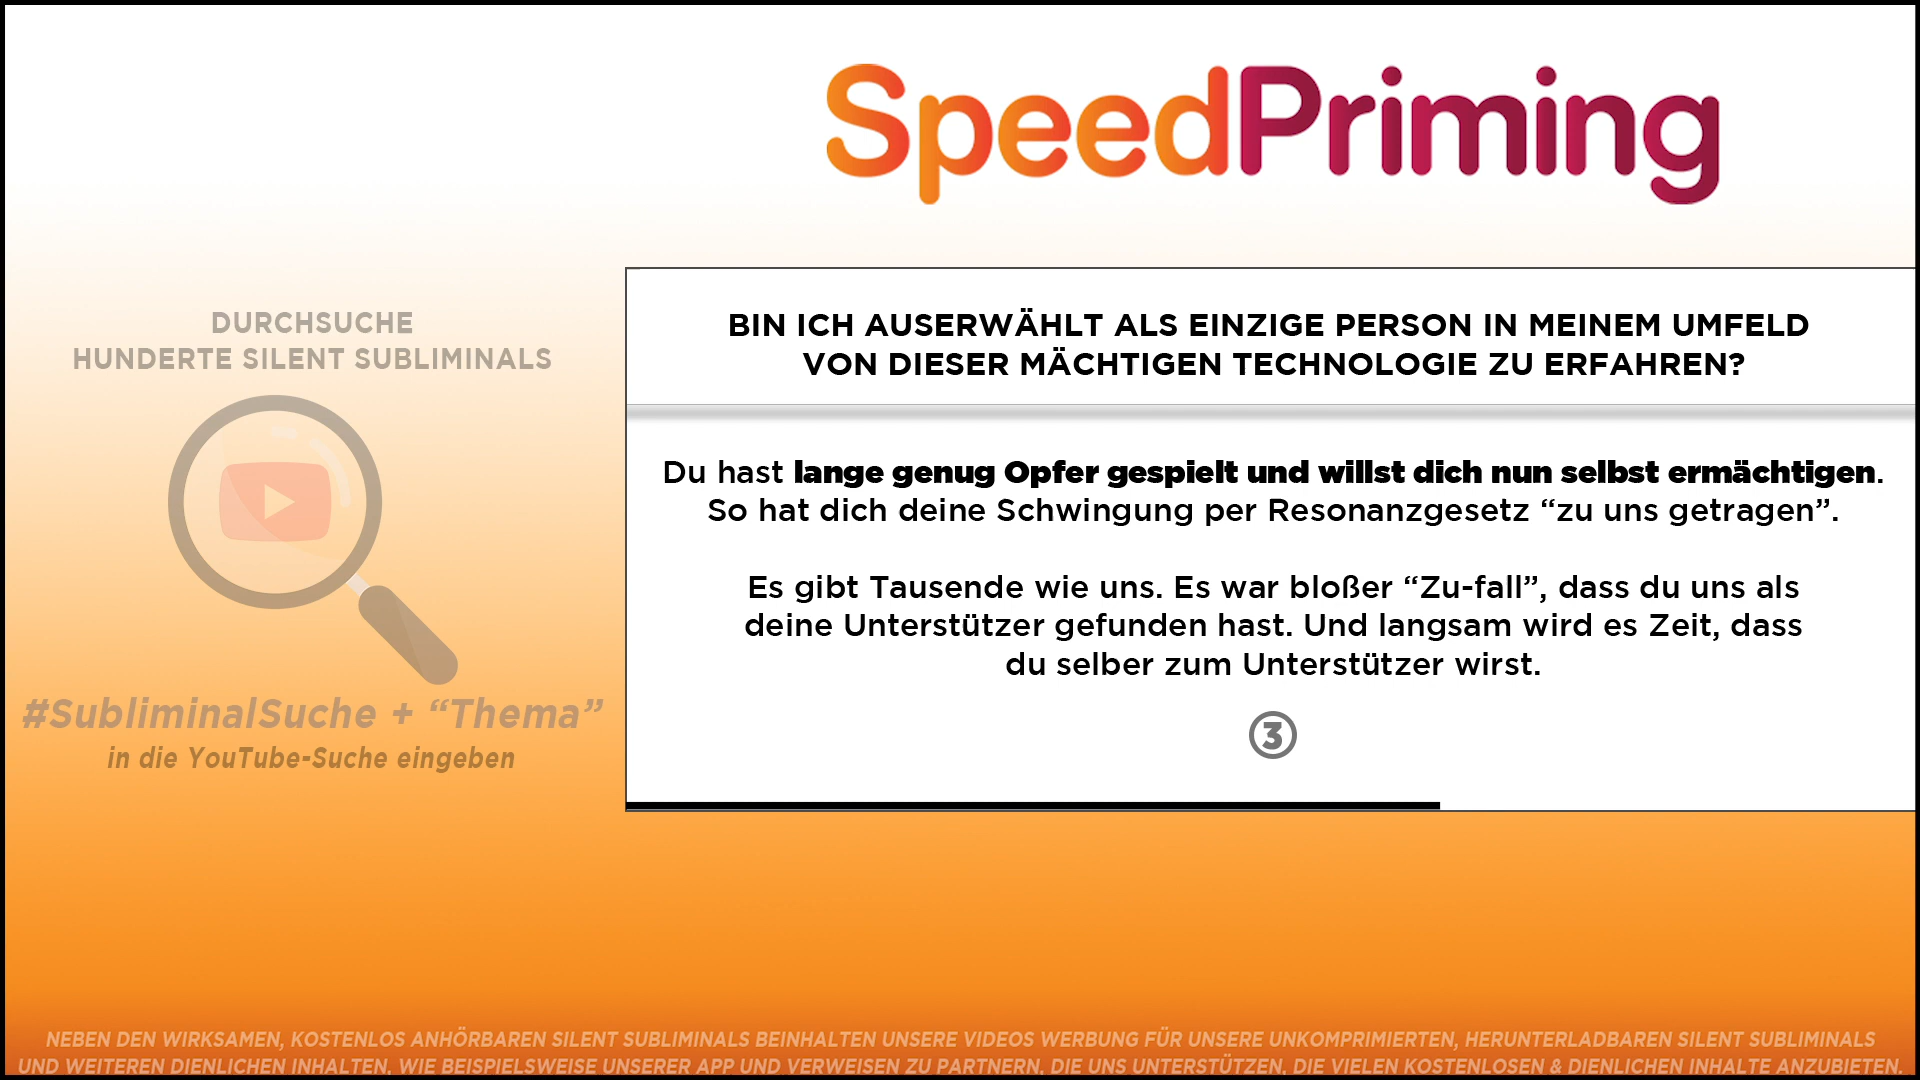 SpeedPriming
DURCHSUCHE
HUNDERTE SILENT SUBLIMINALS
#SubliminalSuche + “Thema”
in die YouTube-Suche eingeben
BIN ICH AUSERWÄHLT ALS EINZIGE PERSON IN MEINEM UMFELD
VON DIESER MÄCHTIGEN TECHNOLOGIE ZU ERFAHREN?
Du hast lange genug Opfer gespielt und willst dich nun selbst ermächtigen.
So hat dich deine Schwingung per Resonanzgesetz “zu uns getragen”.
Es gibt Tausende wie uns. Es war bloßer “Zu-fall”, dass du uns als
deine Unterstützer gefunden hast. Und langsam wird es Zeit, dass
du selber zum Unterstützer wirst.
3
NEBEN DEN WIRKSAMEN, KOSTENLOS ANHÖRBAREN SILENT SUBLIMINALS BEINHALTEN UNSERE VIDEOS WERBUNG FÜR UNSERE UNKOMPRIMIERTEN, HERUNTERLADBAREN SILENT SUBLIMINALS
UND WEITEREN DIENLICHEN INHALTEN, WIE BEISPIELSWEISE UNSERER APP UND VERWEISEN ZU PARTNERN, DIE UNS UNTERSTÜTZEN, DIE VIELEN KOSTENLOSEN & DIENLICHEN INHALTE ANZUBIETEN.